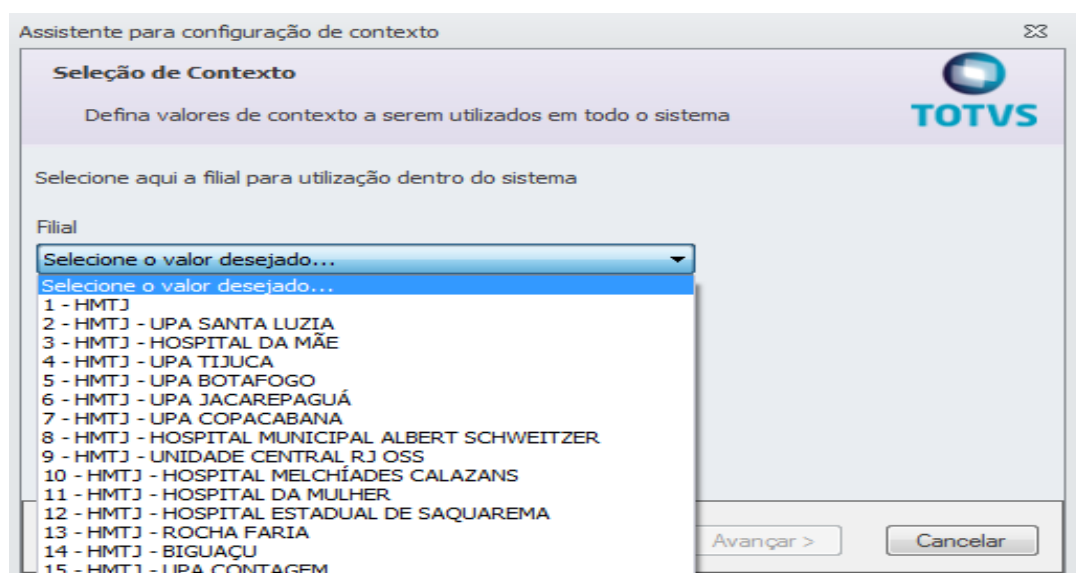 Assistente para configuração de contexto
Seleção de Contexto
Defina valores de contexto a serem utilizados em todo o sistema
TOTVS
Selecione aqui a filial para utilização dentro do sistema
Filial
Selecione o valor desejado...
Selecione o valor desejado...
1 - HMTJ
2 - HMTJ - UPA SANTA LUZIA
3 - HMTJ - HOSPITAL DA MÃE
4 - HMTJ - UPA TIJUCA
5 - HMTJ - UPA BOTAFOGO
6 - HMTJ - UPA JACAREPAGUÁ
7 - HMTJ - UPA COPACABANA
8 - HMTJ - HOSPITAL MUNICIPAL ALBERT SCHWEITZER
9 - HMTJ - UNIDADE CENTRAL RJ OSS
10 - HMTJ - HOSPITAL MELCHÍADES CALAZANS
11 - HMTJ - HOSPITAL DA MULHER
12 - HMTJ - HOSPITAL ESTADUAL DE SAQUAREMA
13 - HMTJ - ROCHA FARIA
14 - HMTJ - BIGUAÇU
15 - HMTJ - UPA CONTAGEM
Avançar >
Cancelar